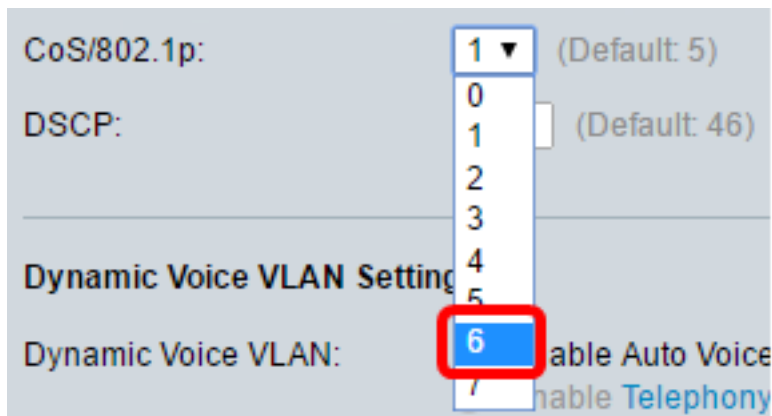 CoS/802.1p: 1 ▼ (Default: 5)
0
DSCP: 1 (Default: 46)
2
3
Dynamic Voice VLAN Setting 4
5
6
Dynamic Voice VLAN: able Auto Voice
7 nable Telephony